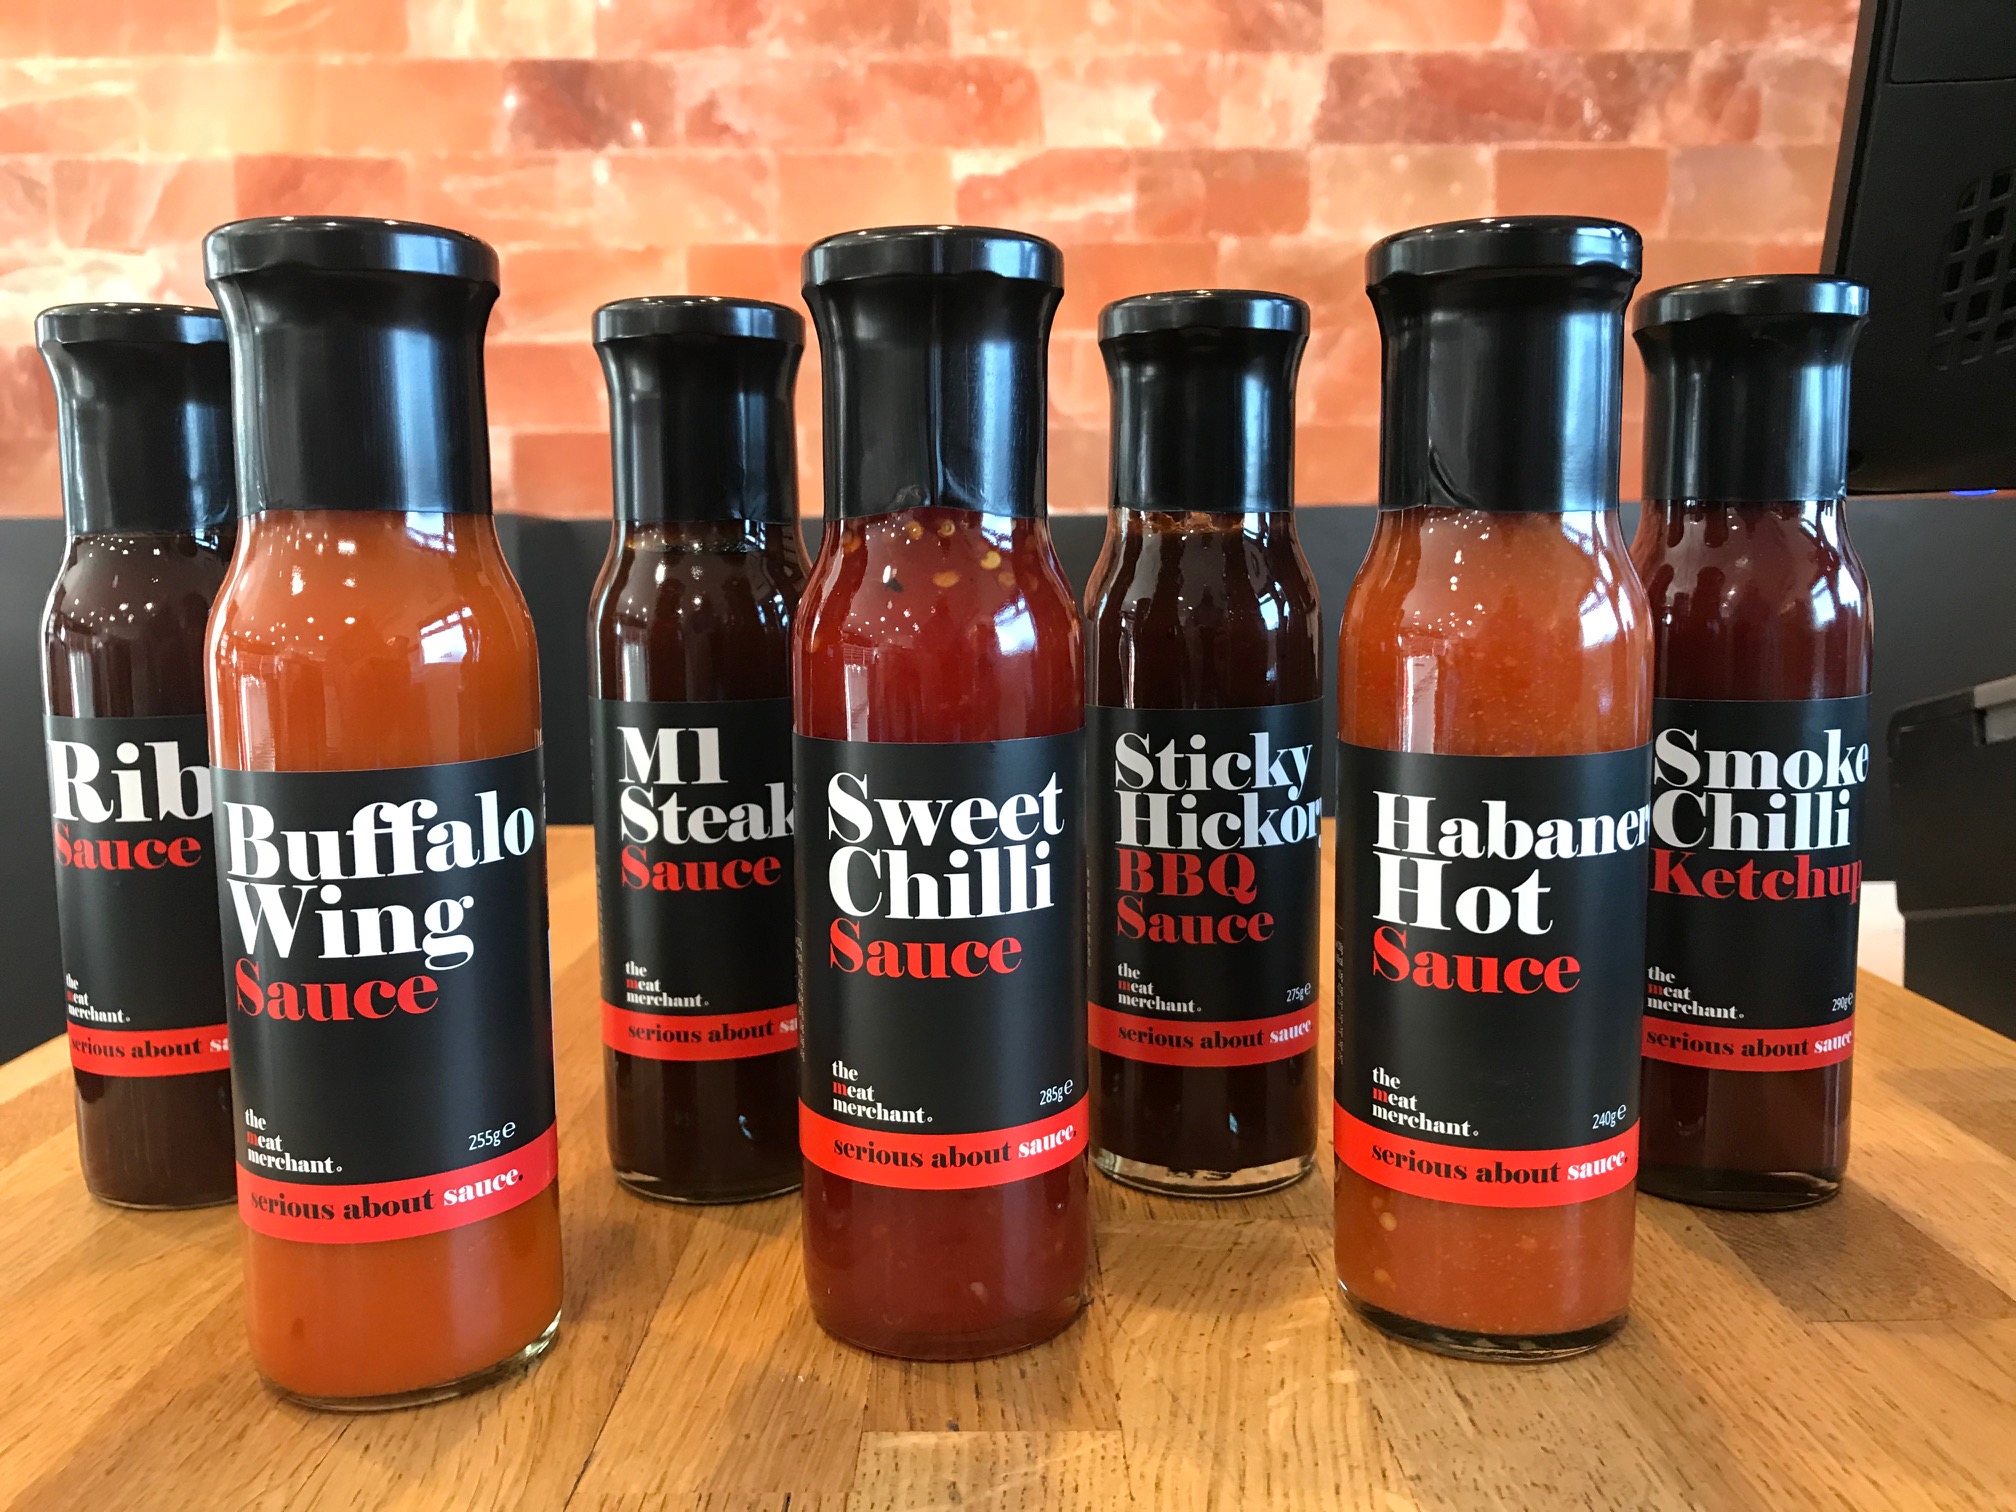 Rib
Sauce
the
meat
merchant.
serious about
Buffalo
Wing
Sauce
the
meat
merchant.
255g e
serious about sauce.
M1
Steak
Sauce
the
meat
merchant.
serious about
Sweet
Chilli
Sauce
the
meat
merchant.
285g e
serious about sauce.
Sticky
Hickory
BBQ
Sauce
the
meat
merchant.
275g e
serious about sauce
Habanero
Hot
Sauce
the
meat
merchant.
240g e
serious about sauce.
Smoke
Chilli
Ketchup
the
meat
merchant.
290g e
serious about sauce